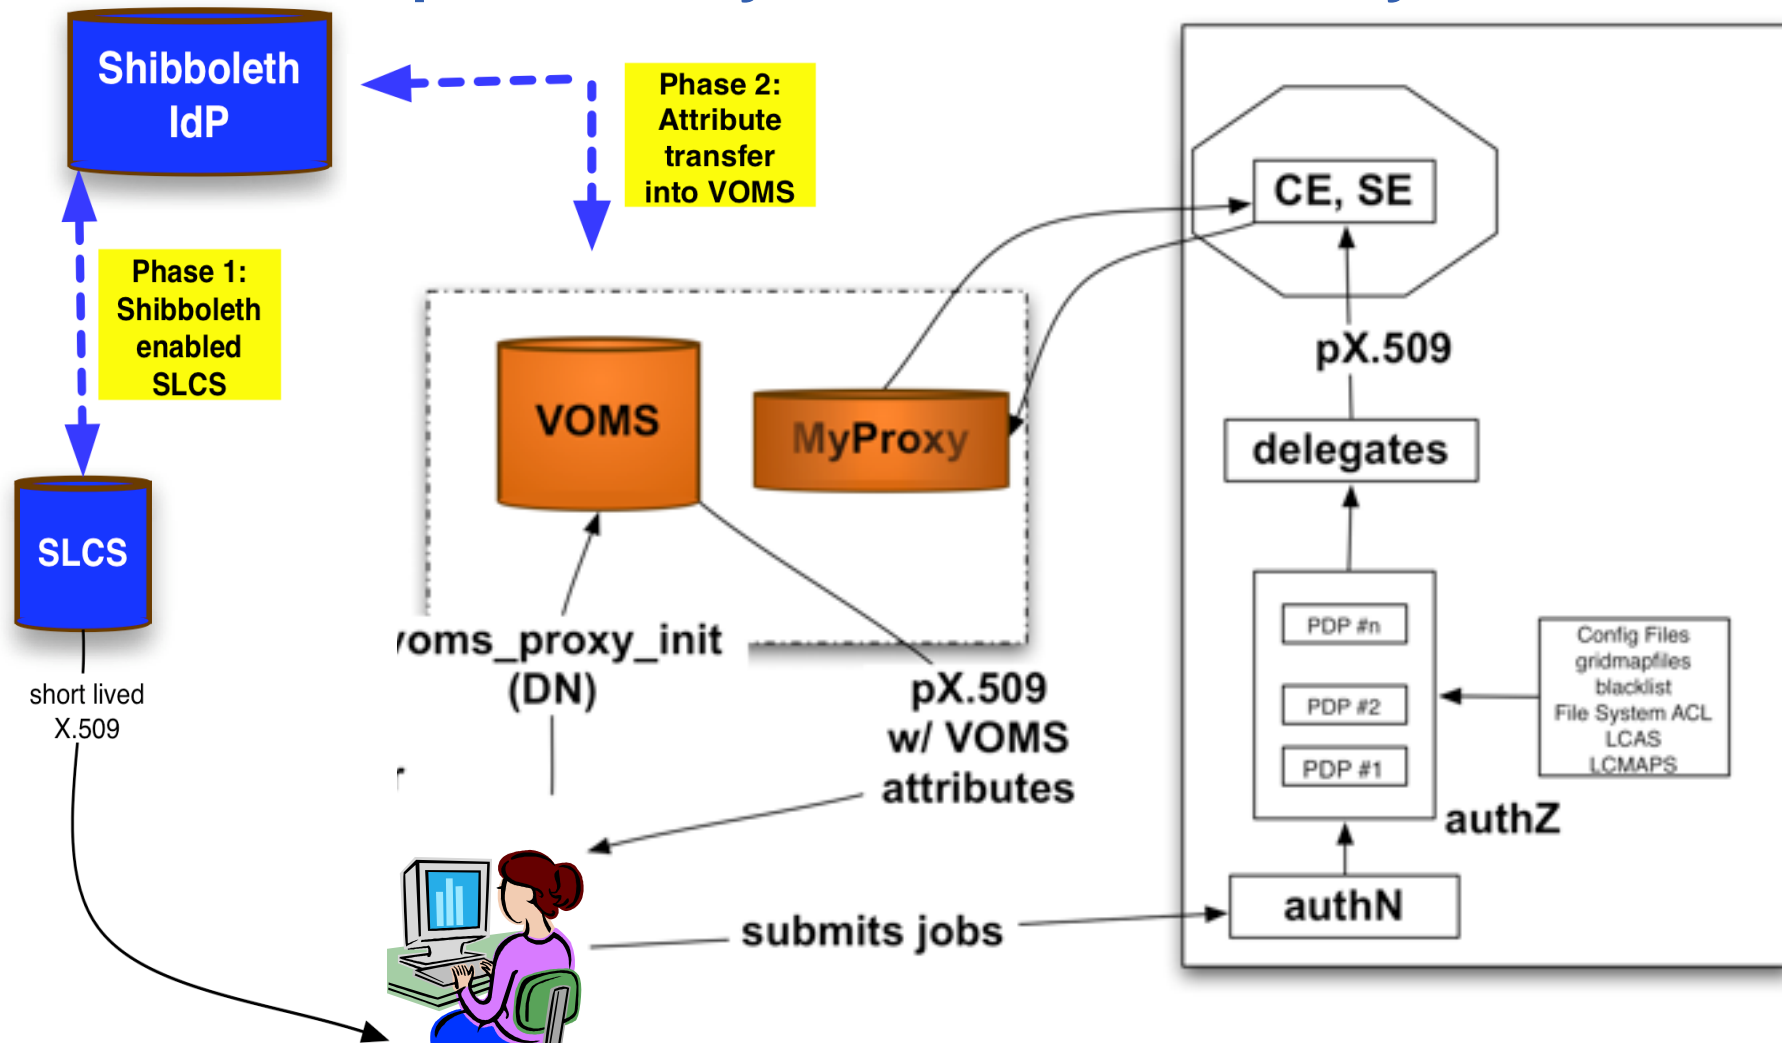 Shibboleth
IdP
Phase 2:
Attribute
transfer
into VOMS
Phase 1:
Shibboleth
enabled
SLCS
SLCS
short lived
X.509
VOMS
MyProxy
voms_proxy_init
(DN)
pX.509
w/ VOMS
attributes
submits jobs
CE, SE
pX.509
delegates
PDP #n
PDP #2
PDP #1
authZ
authN
Config Files
gridmapfiles
blacklist
File System ACL
LCAS
LCMAPS